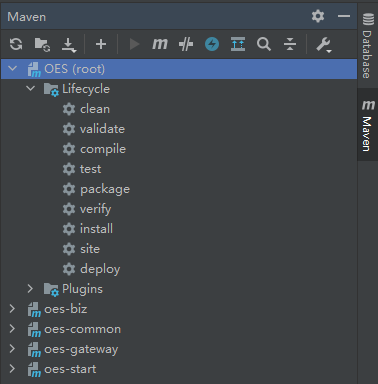 Maven
OES (root)
Lifecycle
clean
validate
compile
test
package
verify
install
site
deploy
Plugins
oes-biz
oes-common
oes-gateway
oes-start
Database
Maven